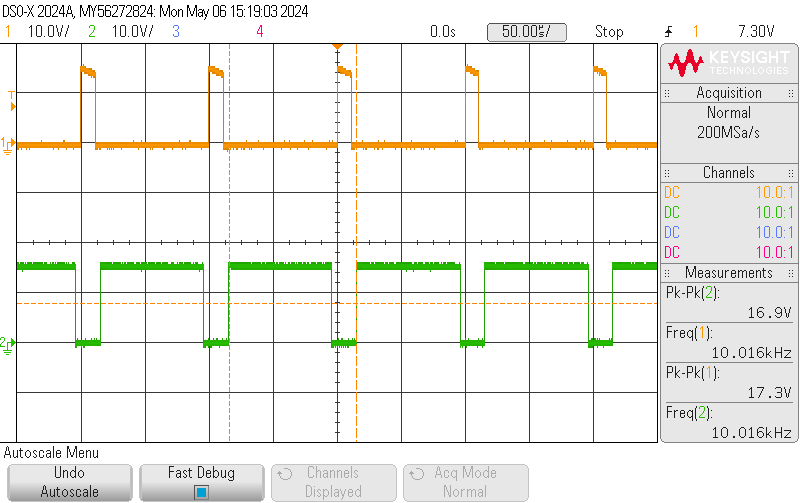 DSO-X 2024A, MY56272824: Mon May 06 15:19:03 2024
1 10.0V/ 2 10.0V/ 3 4 0.0s 50.00µs/ Stop 1 7.30V
KEYSIGHT
TECHNOLOGIES
Acquisition
Normal
200MSa/s
Channels
DC 10.0:1
DC 10.0:1
DC 10.0:1
DC 10.0:1
Measurements
Pk-Pk(2):
16.9V
Freq(1):
10.016kHz
Pk-Pk(1):
17.3V
Freq(2):
10.016kHz
T
1
2
Autoscale Menu
Undo
Autoscale
Fast Debug
Channels
Displayed
Acq Mode
Normal